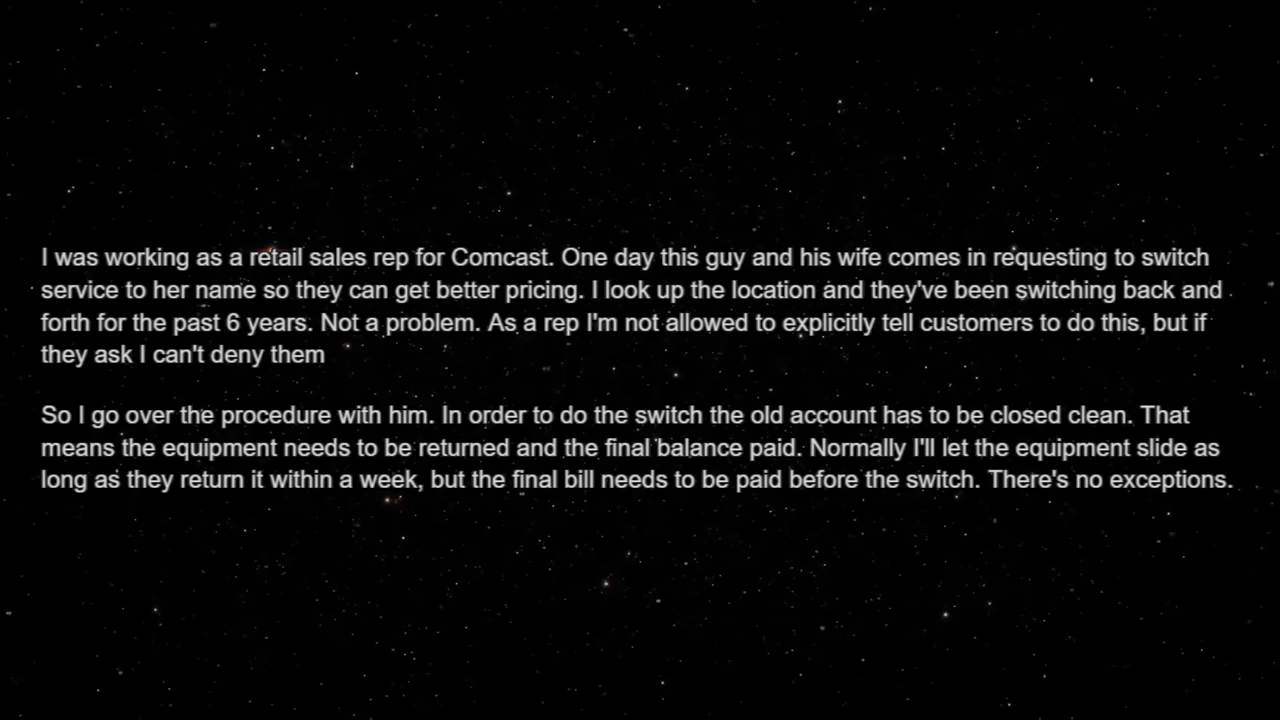 I was working as a retail sales rep for Comcast. One day this guy and his wife comes in requesting to switch
service to her name so they can get better pricing. I look up the location and they've been switching back and
forth for the past 6 years. Not a problem. As a rep I'm not allowed to explicitly tell customers to do this, but if
they ask I can't deny them
So I go over the procedure with him. In order to do the switch the old account has to be closed clean. That
means the equipment needs to be returned and the final balance paid. Normally I'll let the equipment slide as
long as they return it within a week, but the final bill needs to be paid before the switch. There's no exceptions.